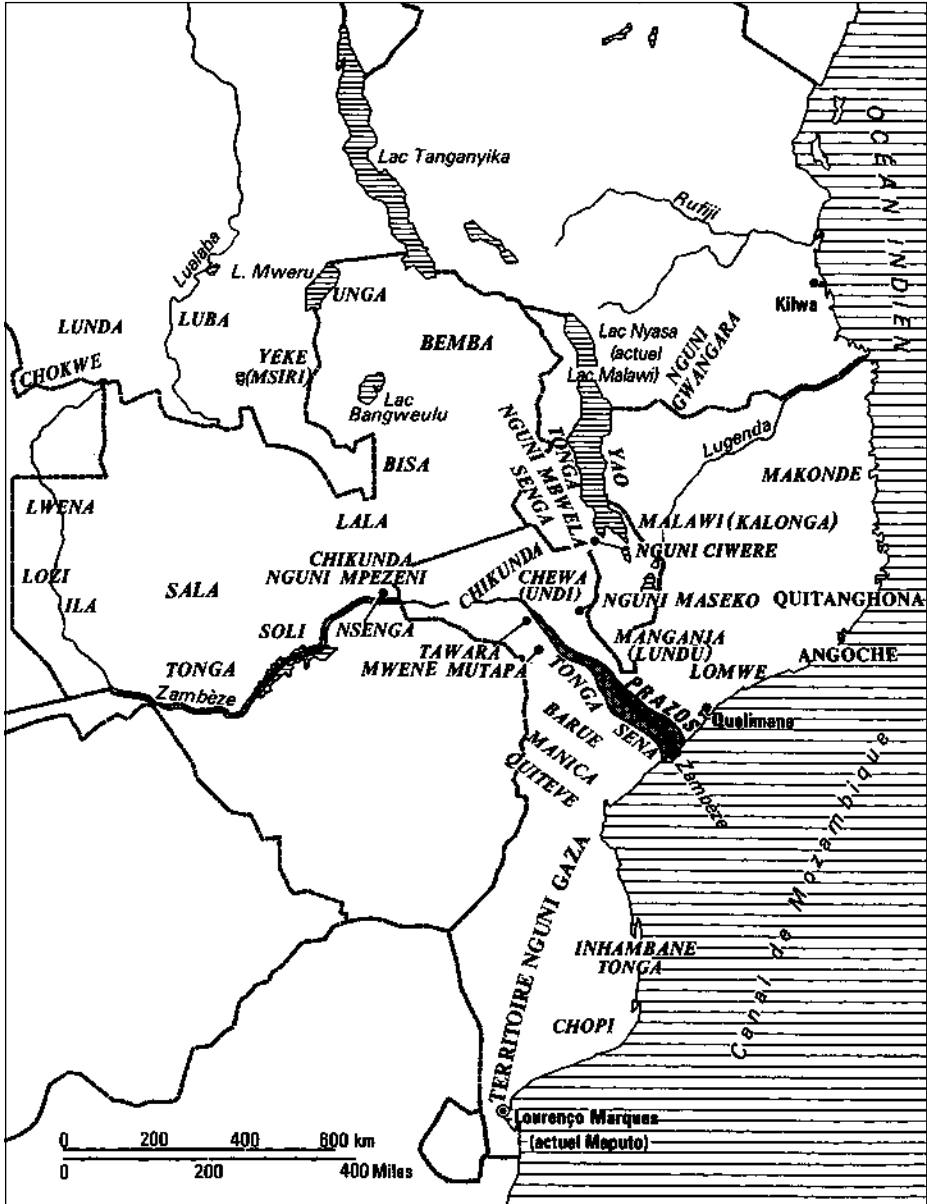 OCÉAN INDIEN
Lac Tanganyika
Rufiji
Lualaba
L. Mweru
UNGA
Kilwa
LUNDA
LUBA
BEMBA
Lac Nyasa
(actuel
Lac Malawi)
NGUNI
GWANGARA
CHOKWE
YEKE
(MSIRI)
Lac
Bangweulu
Lugenda
TONGA
NGUNI MBWELA
SENGA
YAO
BISA
MAKONDE
LWENA
LALA
MALAWI (KALONGA)
NGUNI CIWERE
CHIKUNDA
NGUNI MPEZENI
CHIKUNDA
CHEWA
(UNDI)
LOZI
ILA
SALA
NGUNI MASEKO
QUITANGHONA
SOLI
NSENGA
TAWARA
MWENE MUTAPA
MANGANJA
(LUNDU)
LOMWE
ANGOCHE
TONGA
Zambèze
TONGA
PRAZOS
Quelimane
SENA
BARUE
MANICA
QUITEVE
Zambèze
Canal de Mozambique
TERRITOIRE NGUNI GAZA
INHAMBANE
TONGA
CHOPI
Lourenço Marques
(actuel Maputo)
0 200 400 600 km
0 200 400 Miles